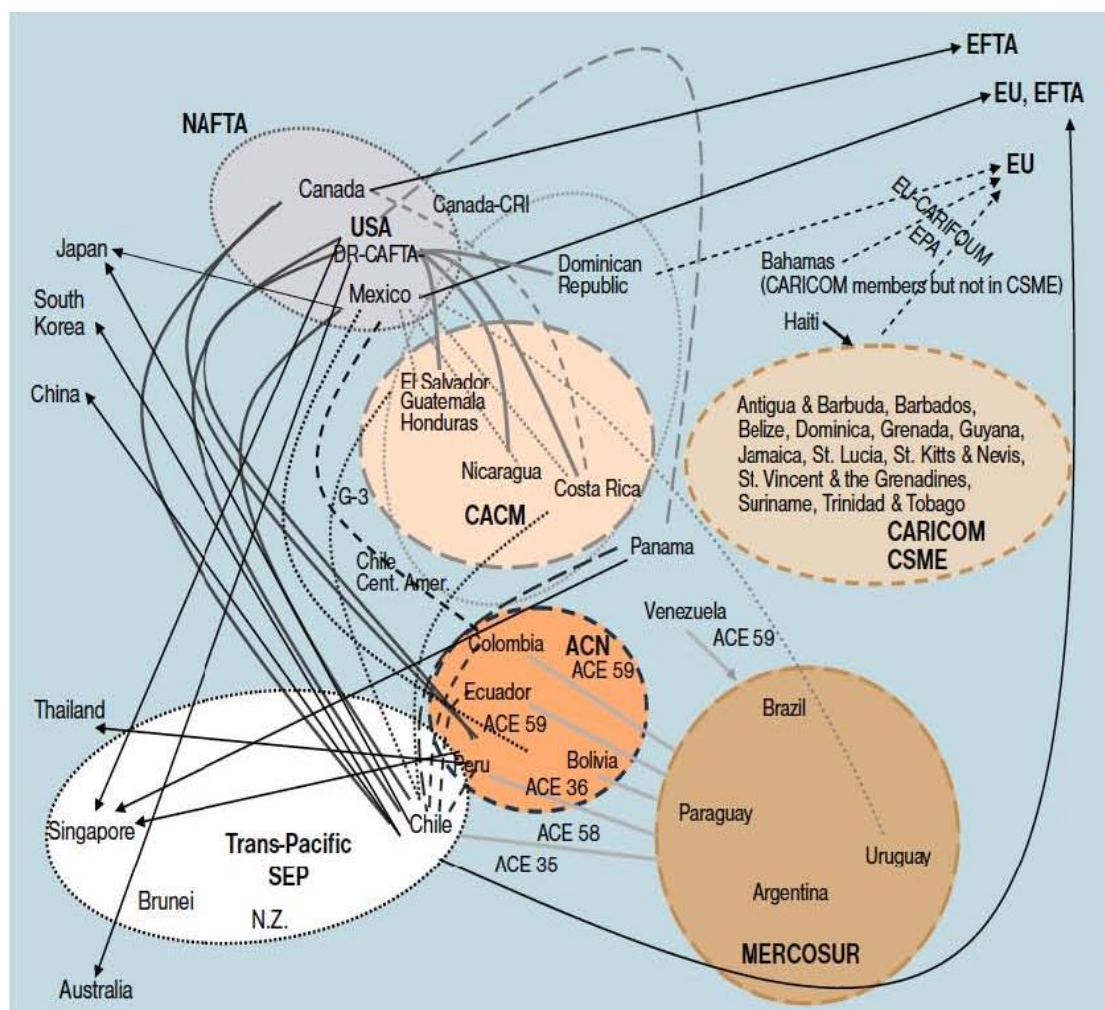 EFTA
EU, EFTA
NAFTA
EU
Canada
Canada-CRI
EU-CARIFOUM
EPA
USA
DR-CAFTA
Japan
Dominican
Republic
Bahamas
(CARICOM members but not in CSME)
Mexico
South
Korea
Haiti
China
El Salvador
Guatemala
Honduras
Antigua & Barbuda, Barbados,
Belize, Dominica, Grenada, Guyana,
Jamaica, St. Lucia, St. Kitts & Nevis,
St. Vincent & the Grenadines,
Suriname, Trinidad & Tobago
CARICOM
CSME
Nicaragua
Costa Rica
G-3
CACM
Panama
Chile
Cent. Amer.
Venezuela
ACE 59
Colombia
ACN
ACE 59
Ecuador
ACE 59
Brazil
Thailand
Peru
Bolivia
ACE 36
Paraguay
Singapore
Chile
ACE 58
Trans-Pacific
SEP
ACE 35
Uruguay
Brunei
N.Z.
Argentina
MERCOSUR
Australia